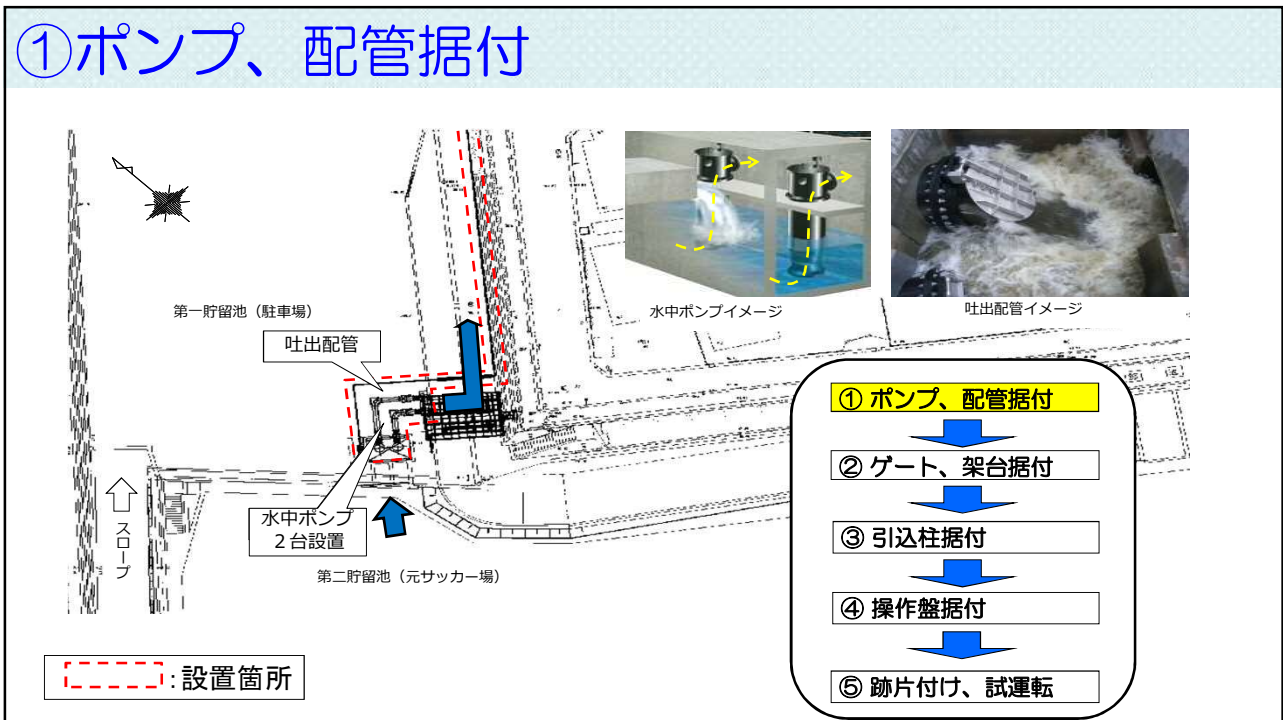 ①ポンプ、配管据付
第一貯留池（駐車場）
吐出配管
水中ポンプイメージ
吐出配管イメージ
水中ポンプ
２台設置
スロープ
第二貯留池（元サッカー場）
：設置箇所
① ポンプ、配管据付
② ゲート、架台据付
③ 引込柱据付
④ 操作盤据付
⑤ 跡片付け、試運転